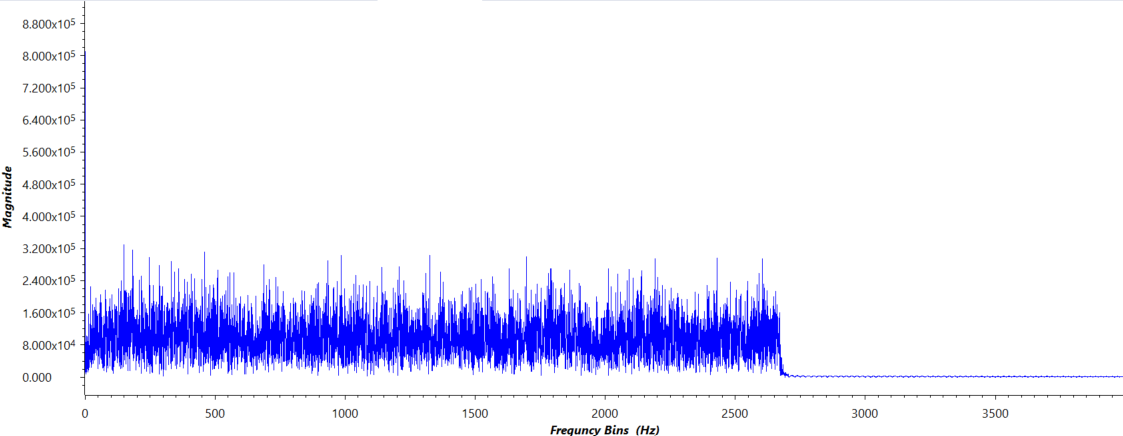 8.800x10⁵
8.000x10⁵
7.200x10⁵
6.400x10⁵
5.600x10⁵
4.800x10⁵
4.000x10⁵
3.200x10⁵
2.400x10⁵
1.600x10⁵
8.000x10⁴
0.000
Magnitude
0 500 1000 1500 2000 2500 3000 3500
Frequncy Bins (Hz)